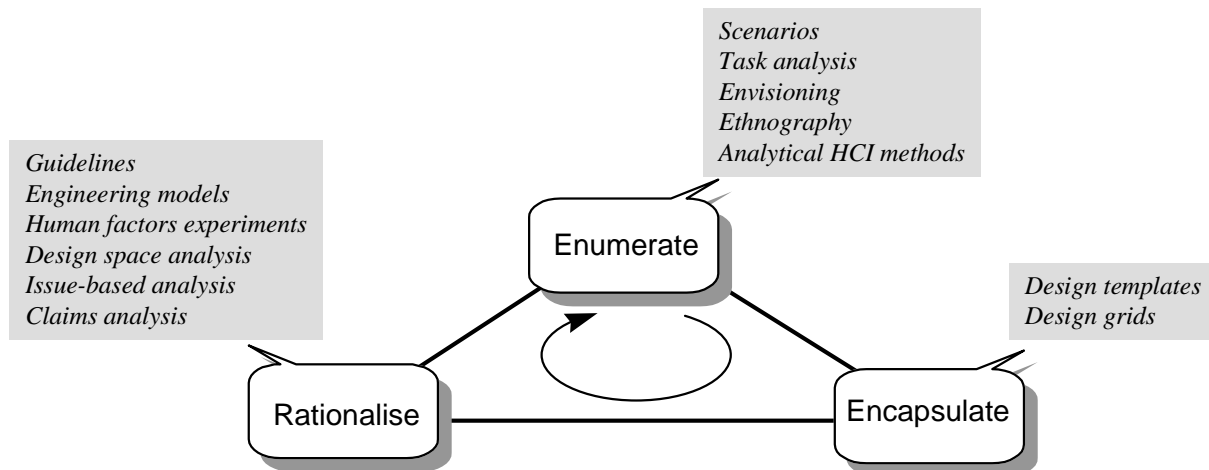 Scenarios
Task analysis
Envisioning
Ethnography
Analytical HCI methods
Guidelines
Engineering models
Human factors experiments
Design space analysis
Issue-based analysis
Claims analysis
Enumerate
Design templates
Design grids
Rationalise
Encapsulate